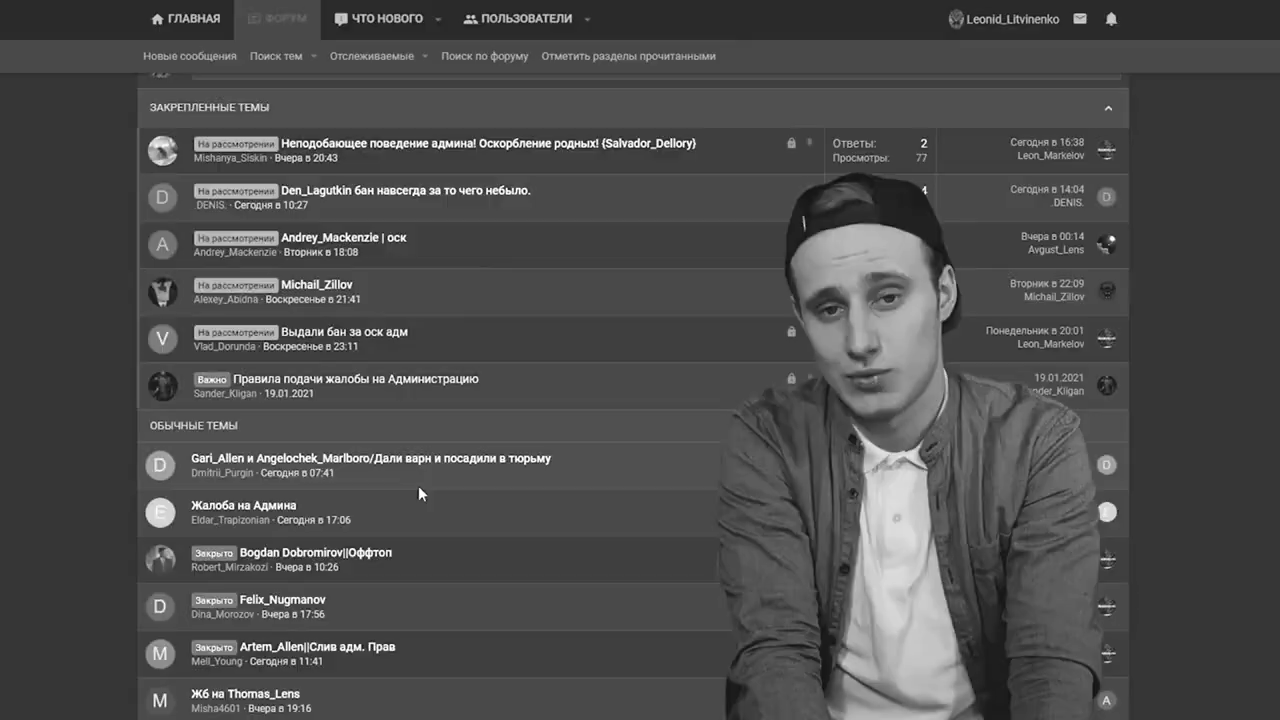 ГЛАВНАЯ ФОРУМ ЧТО НОВОГО ПОЛЬЗОВАТЕЛИ Leonid_Litvinenko
Новые сообщения Поиск тем Отслеживаемые Поиск по форуму Отметить разделы прочитанными
ЗАКРЕПЛЕННЫЕ ТЕМЫ
На рассмотрении Неподобающее поведение админа! Оскорбление родных! {Salvador_Dellory} Ответы: 2 Сегодня в 16:38
Mishanya_Siskin · Вчера в 20:43 Просмотры: 77 Leon_Markelov
D На рассмотрении Den_Lagutkin бан навсегда за то чего небыло. 4 Сегодня в 14:04
.DENIS. · Сегодня в 10:27 .DENIS. D
A На рассмотрении Andrey_Mackenzie | оск Вчера в 00:14
Andrey_Mackenzie · Вторник в 18:08 Avgust_Lens
На рассмотрении Michail_Zillov Вторник в 22:09
Alexey_Abidna · Воскресенье в 21:41 Michail_Zillov
V На рассмотрении Выдали бан за оск адм Понедельник в 20:01
Vlad_Dorunda · Воскресенье в 23:11 Leon_Markelov
Важно Правила подачи жалобы на Администрацию 19.01.2021
Sander_Kligan · 19.01.2021 ender_Kligan
ОБЫЧНЫЕ ТЕМЫ
D Gari_Allen и Angelochek_Marlboro/Дали варн и посадили в тюрьму D
Dmitrii_Purgin · Сегодня в 07:41
E Жалоба на Админа
Eldar_Trapizonian · Сегодня в 17:06
Закрыто Bogdan Dobromirov||Оффтоп
Robert_Mirzakozi · Вчера в 10:26
D Закрыто Felix_Nugmanov
Dina_Morozov · Вчера в 17:56
M Закрыто Artem_Allen||Слив адм. Прав
Mell_Young · Сегодня в 11:41
M Жб на Thomas_Lens A
Misha4601 · Вчера в 19:16